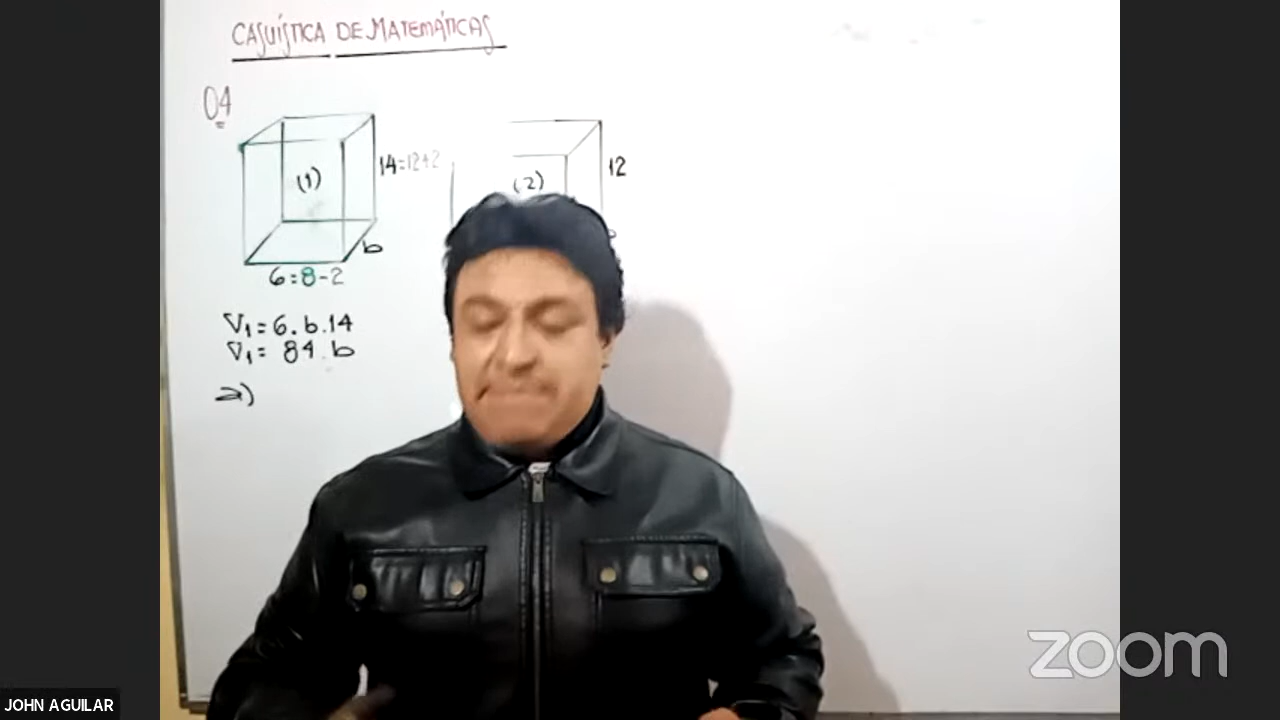 CASUÍSTICA DE MATEMÁTICAS
04
(1)
14=12+2
b
6=8-2
(2)
12
V₁=6.b.14
V₁= 84.b
a)
JOHN AGUILAR
zoom